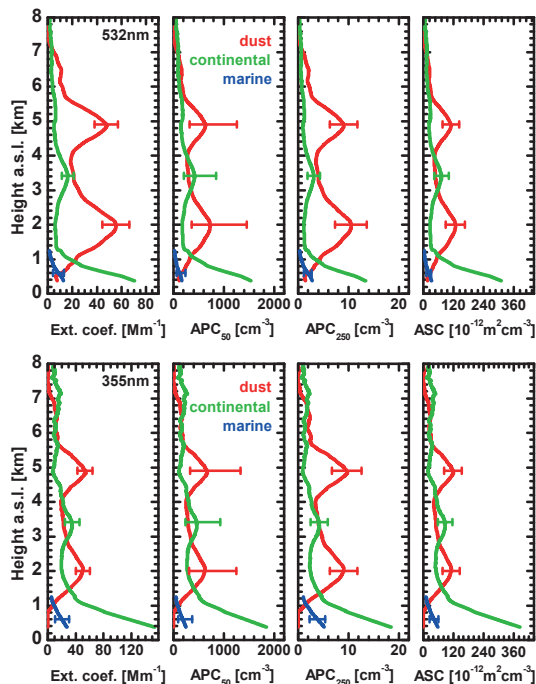 8
7
6
5
4
3
2
1
0
Height a.s.l. [km]
532nm
dust
continental
marine
0 20 40 60 80
0 1000 2000
0 10 20
0 120 240 360
Ext. coef. [Mm⁻¹]
APC₅₀ [cm⁻³]
APC₂₅₀ [cm⁻³]
ASC [10⁻¹²m²cm⁻³]
8
7
6
5
4
3
2
1
0
Height a.s.l. [km]
355nm
dust
continental
marine
0 40 80 120 160
0 1000 2000
0 10 20
0 120 240 360
Ext. coef. [Mm⁻¹]
APC₅₀ [cm⁻³]
APC₂₅₀ [cm⁻³]
ASC [10⁻¹²m²cm⁻³]